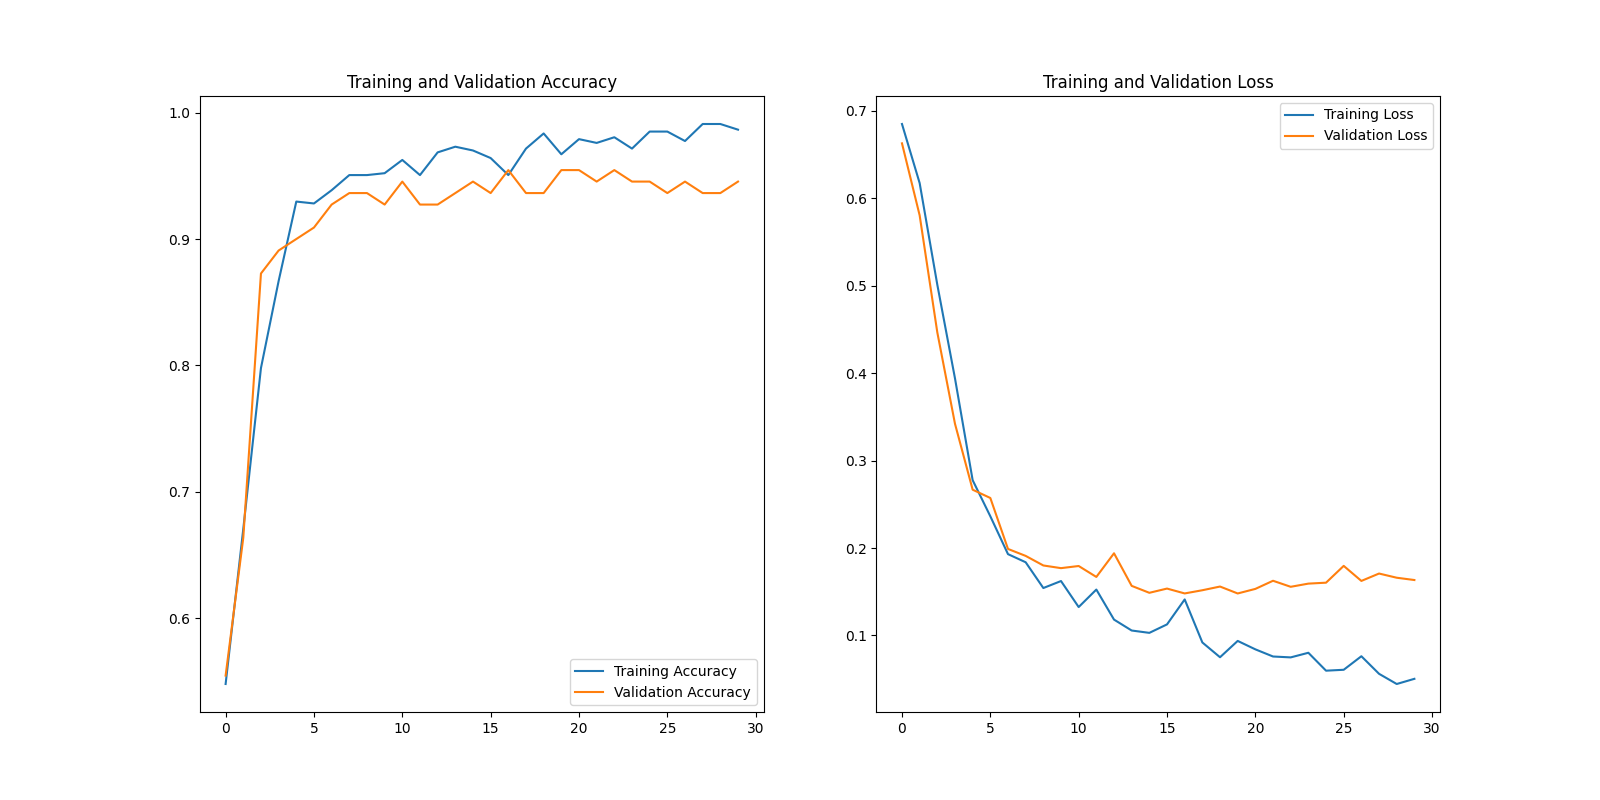 Training and Validation Accuracy
1.0
0.9
0.8
0.7
0.6
Training Accuracy
Validation Accuracy
0 5 10 15 20 25 30
Training and Validation Loss
0.7
Training Loss
Validation Loss
0.6
0.5
0.4
0.3
0.2
0.1
0 5 10 15 20 25 30